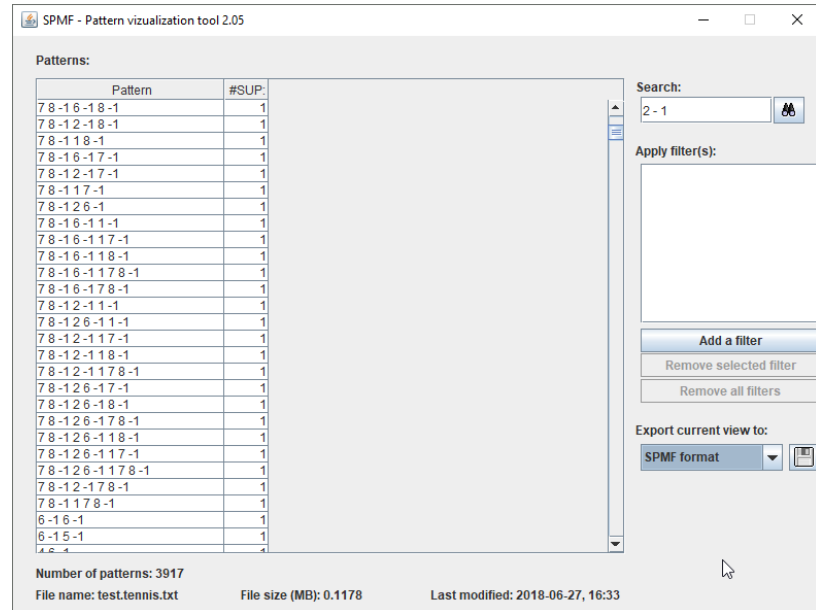 SPMF - Pattern vizualization tool 2.05
Patterns:
Pattern #SUP:
7 8 -1 6 -1 8 -1 1
7 8 -1 2 -1 8 -1 1
7 8 -1 1 8 -1 1
7 8 -1 6 -1 7 -1 1
7 8 -1 2 -1 7 -1 1
7 8 -1 1 7 -1 1
7 8 -1 2 6 -1 1
7 8 -1 6 -1 1 -1 1
7 8 -1 6 -1 1 7 -1 1
7 8 -1 6 -1 1 8 -1 1
7 8 -1 6 -1 1 7 8 -1 1
7 8 -1 6 -1 7 8 -1 1
7 8 -1 2 -1 1 -1 1
7 8 -1 2 6 -1 1 -1 1
7 8 -1 2 -1 1 7 -1 1
7 8 -1 2 -1 1 8 -1 1
7 8 -1 2 -1 1 7 8 -1 1
7 8 -1 2 6 -1 7 -1 1
7 8 -1 2 6 -1 8 -1 1
7 8 -1 2 6 -1 7 8 -1 1
7 8 -1 2 6 -1 1 8 -1 1
7 8 -1 2 6 -1 1 7 -1 1
7 8 -1 2 6 -1 1 7 8 -1 1
7 8 -1 2 -1 7 8 -1 1
7 8 -1 1 7 8 -1 1
6 -1 6 -1 1
6 -1 5 -1 1
4 6 -1 1
Search:
2 - 1
Apply filter(s):
Add a filter
Remove selected filter
Remove all filters
Export current view to:
SPMF format
Number of patterns: 3917
File name: test.tennis.txt File size (MB): 0.1178 Last modified: 2018-06-27, 16:33